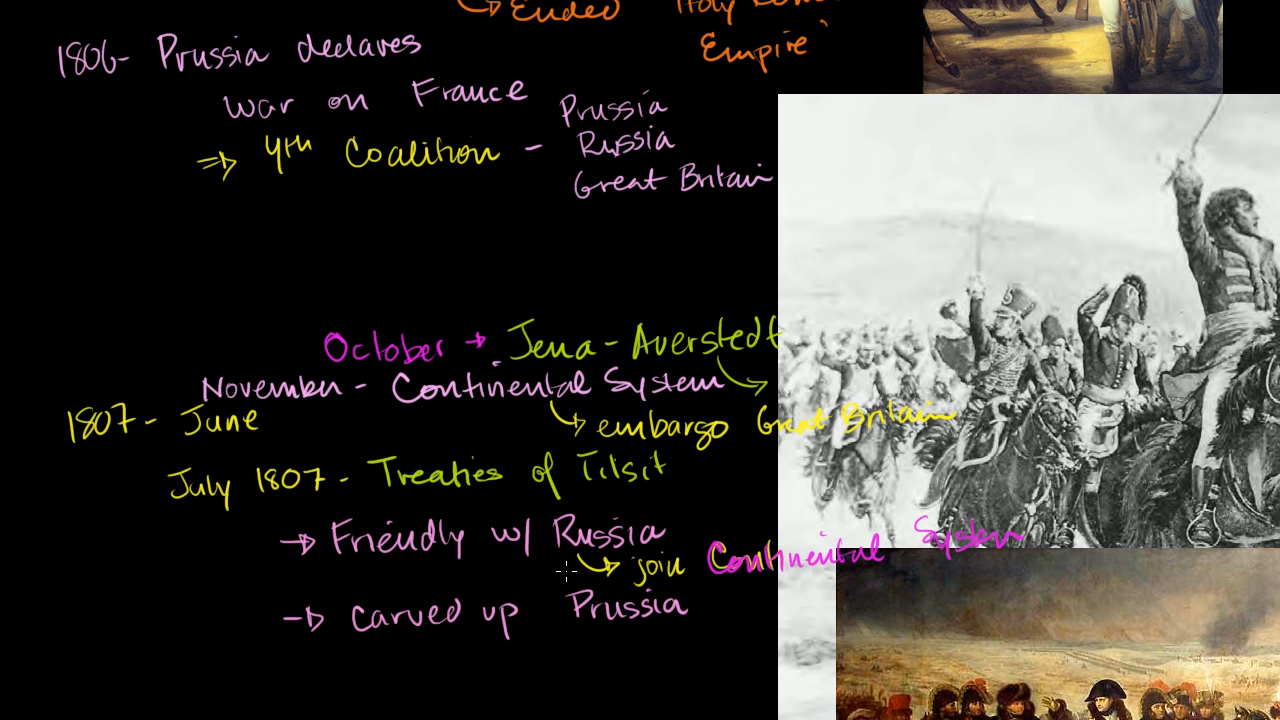 Ended Holy
Empire
1806- Prussia declares
war on France
⇒ 4th Coalition - Prussia
Russia
Great Britain
October → Jena - Auerstedt
November - Continental System
1807 - June
→ embargo Great Britain
July 1807 - Treaties of Tilsit
→ Friendly w/ Russia
→ join Continental System
→ carved up Prussia